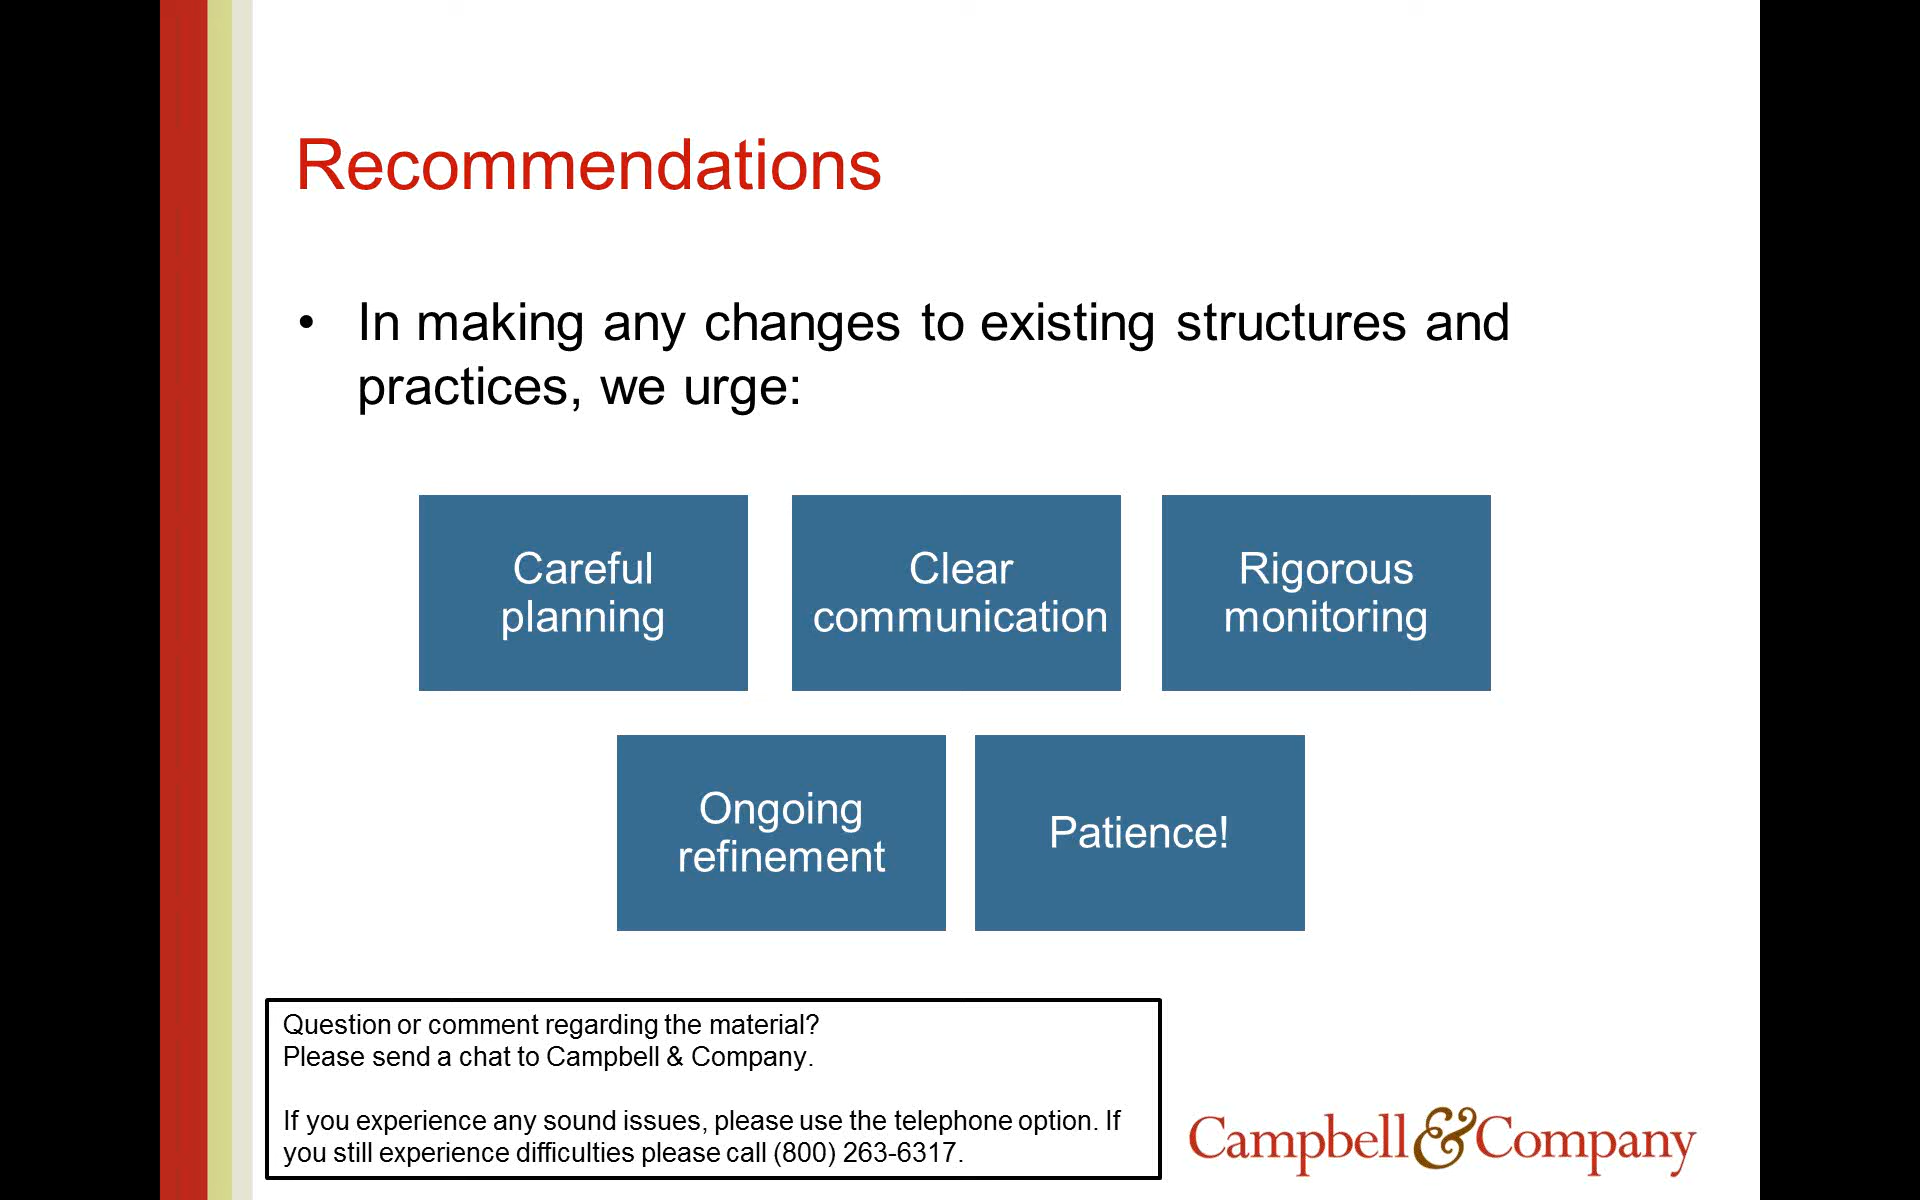 Recommendations
• In making any changes to existing structures and
practices, we urge:
Careful
planning
Clear
communication
Rigorous
monitoring
Ongoing
refinement
Patience!
Question or comment regarding the material?
Please send a chat to Campbell & Company.
If you experience any sound issues, please use the telephone option. If
you still experience difficulties please call (800) 263-6317.
Campbell&Company